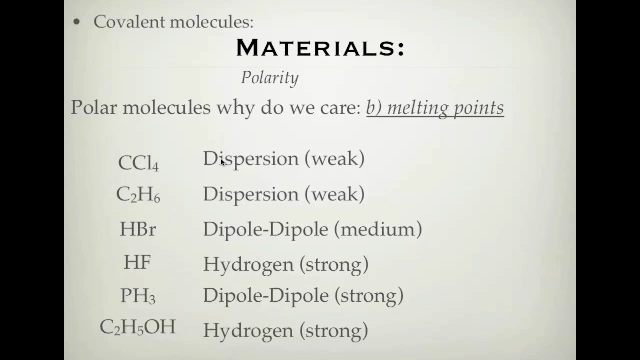 • Covalent molecules:
MATERIALS:
Polarity
Polar molecules why do we care: b) melting points
CCl₄ Dispersion (weak)
C₂H₆ Dispersion (weak)
HBr Dipole-Dipole (medium)
HF Hydrogen (strong)
PH₃ Dipole-Dipole (strong)
C₂H₅OH Hydrogen (strong)